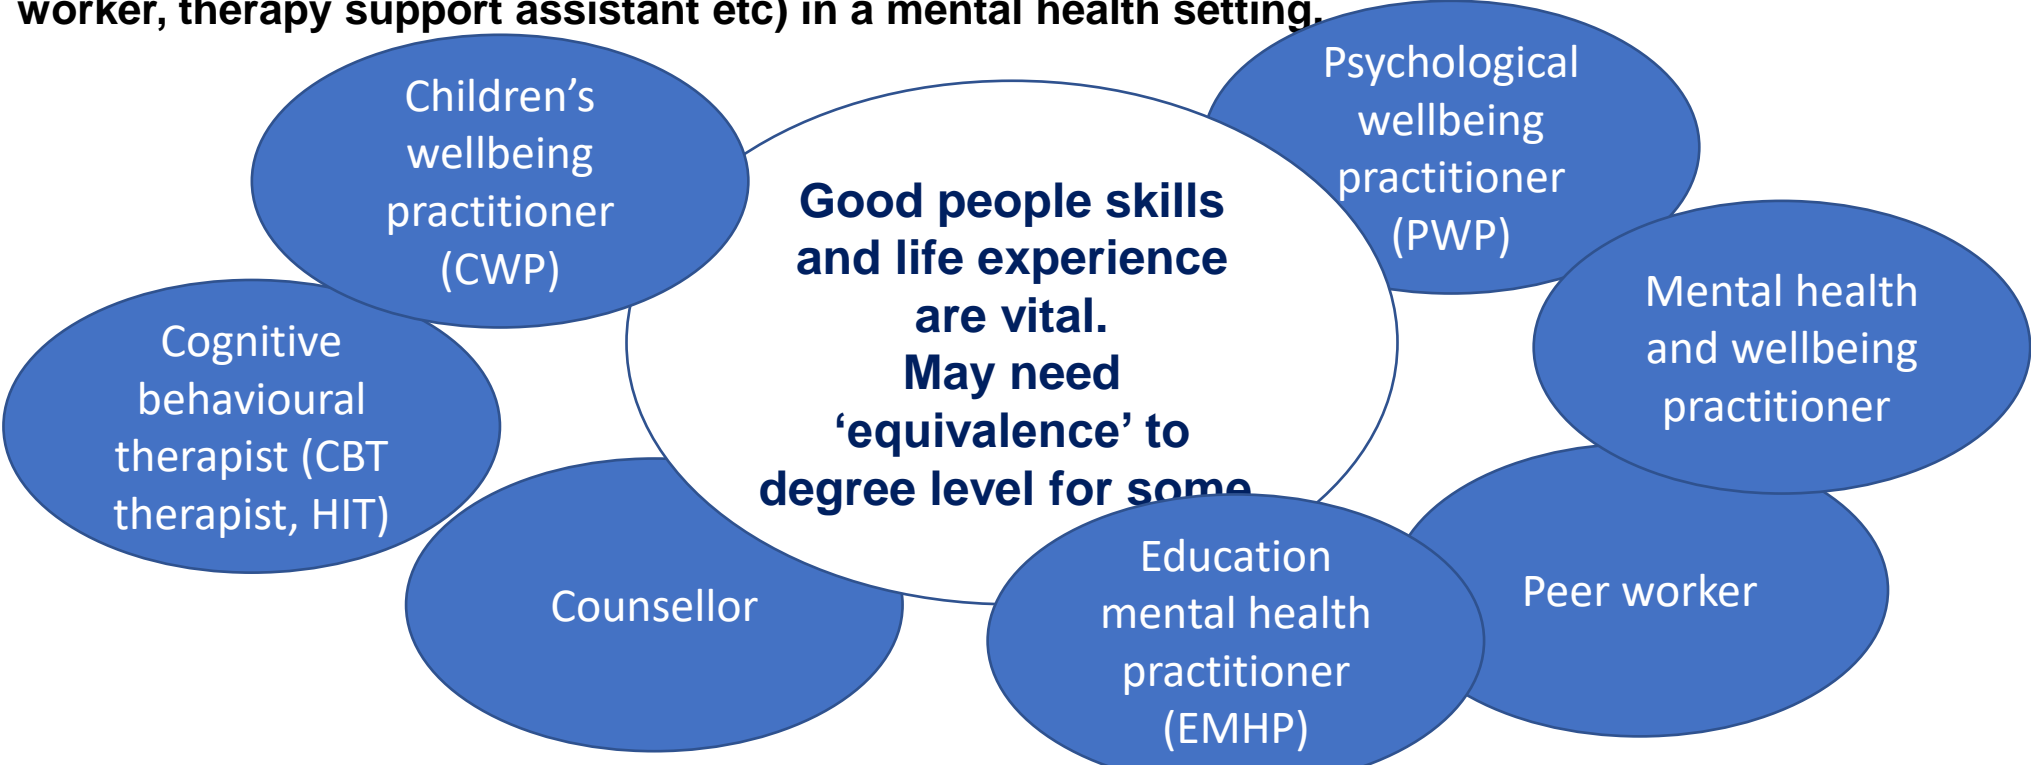 worker, therapy support assistant etc) in a mental health setting.
Children’s
wellbeing
practitioner
(CWP)
Psychological
wellbeing
practitioner
(PWP)
Good people skills
and life experience
are vital.
May need
‘equivalence’ to
degree level for some
Mental health
and wellbeing
practitioner
Cognitive
behavioural
therapist (CBT
therapist, HIT)
Counsellor
Education
mental health
practitioner
(EMHP)
Peer worker